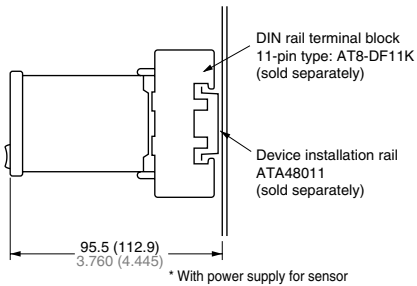 DIN rail terminal block
11-pin type: AT8-DF11K
(sold separately)
Device installation rail
ATA48011
(sold separately)
95.5 (112.9)
3.760 (4.445)
* With power supply for sensor